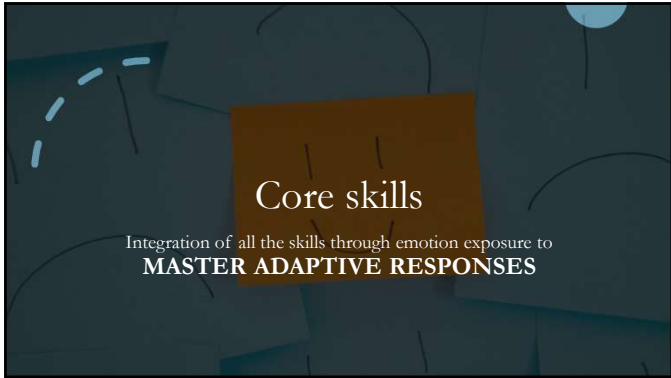 Core skills
Integration of all the skills through emotion exposure to
MASTER ADAPTIVE RESPONSES